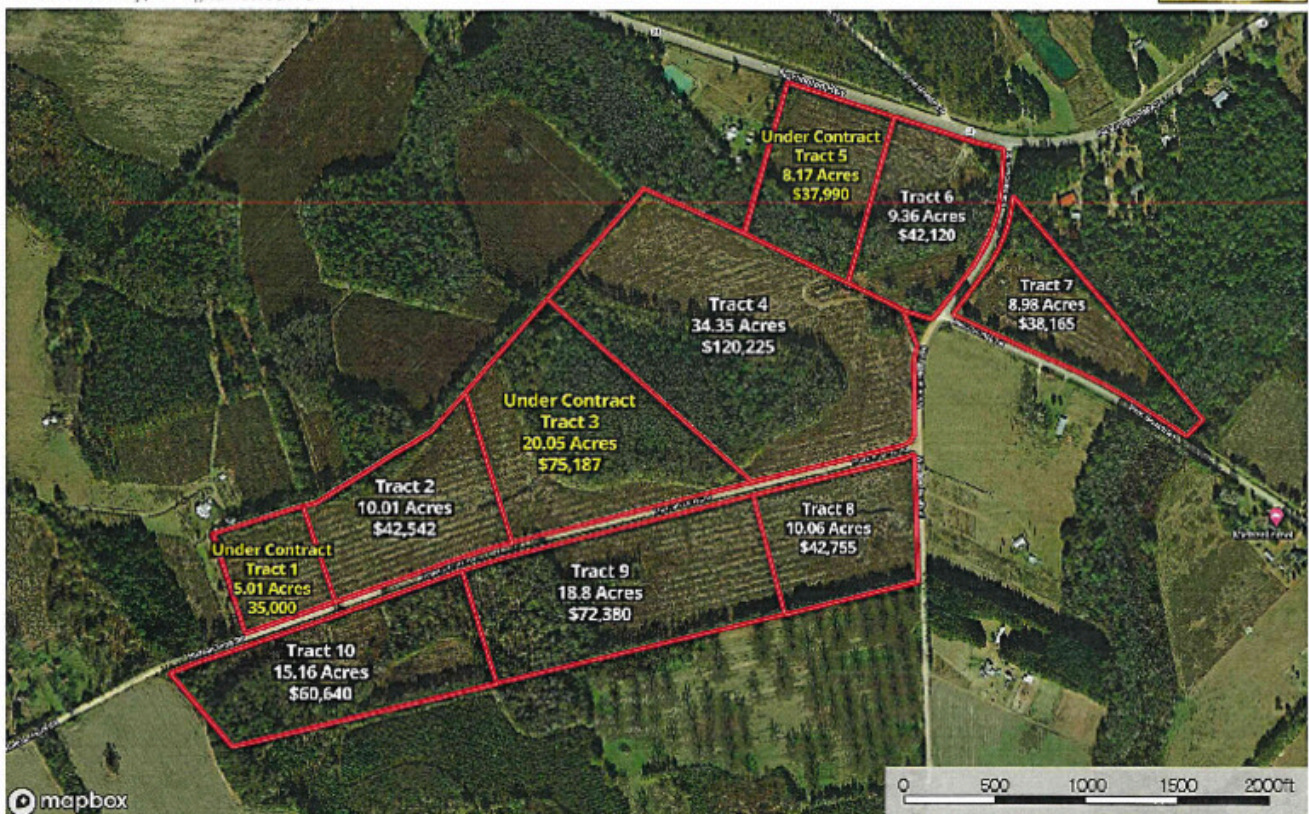 Under Contract
Tract 5
8.17 Acres
$37,990
Tract 6
9.36 Acres
$42,120
Tract 7
8.98 Acres
$38,165
Tract 4
34.35 Acres
$120,225
Under Contract
Tract 3
20.05 Acres
$75,187
Tract 2
10.01 Acres
$42,542
Under Contract
Tract 1
5.01 Acres
35,000
Tract 8
10.06 Acres
$42,755
Tract 9
18.8 Acres
$72,380
Tract 10
15.16 Acres
$60,640
mapbox
0 500 1000 1500 2000ft